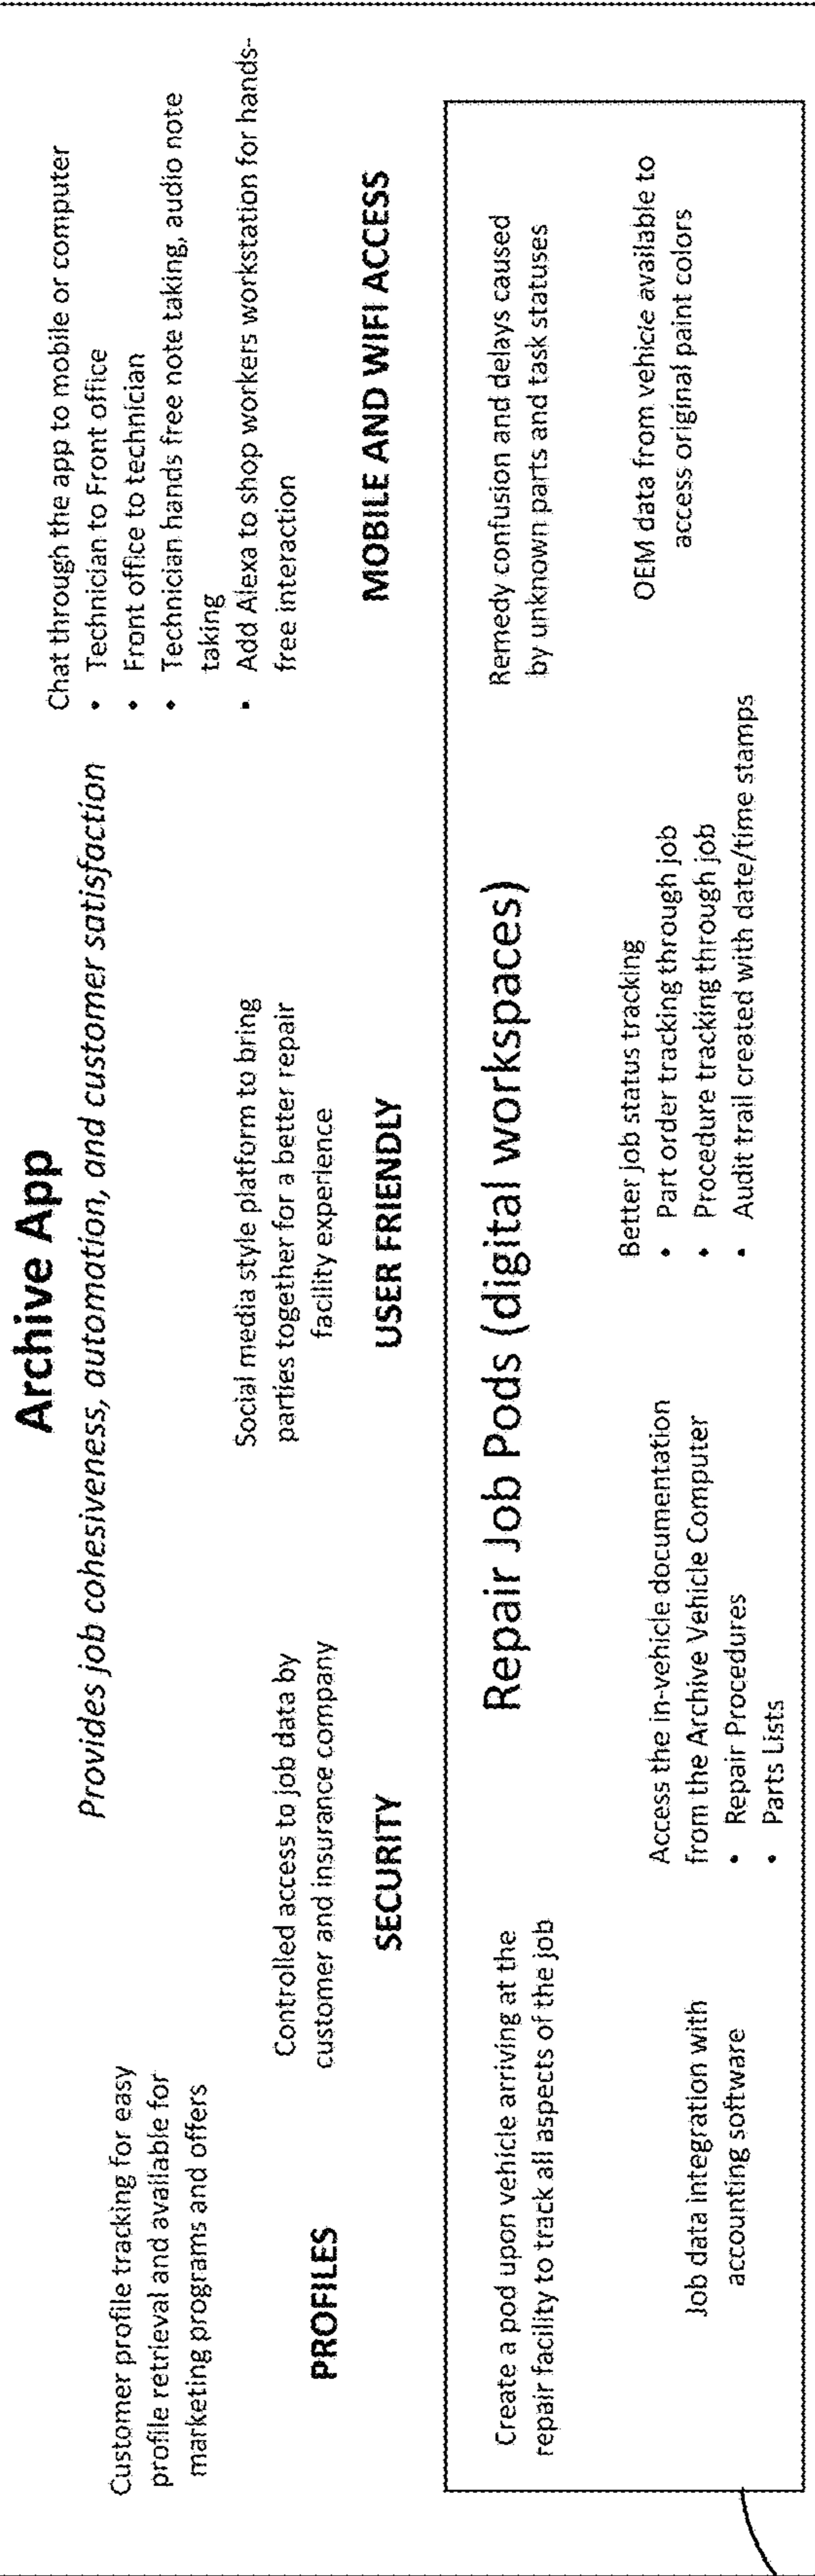 Archive App
Provides job cohesiveness, automation, and customer satisfaction
Customer profile tracking for easy
profile retrieval and available for
marketing programs and offers
PROFILES
Controlled access to job data by
customer and insurance company
SECURITY
Social media style platform to bring
parties together for a better repair
facility experience
USER FRIENDLY
Chat through the app to mobile or computer
• Technician to Front office
• Front office to technician
• Technician hands free note taking, audio note
taking
• Add Alexa to shop workers workstation for hands-
free interaction
MOBILE AND WIFI ACCESS
Repair Job Pods (digital workspaces)
Create a pod upon vehicle arriving at the
repair facility to track all aspects of the job
Remedy confusion and delays caused
by unknown parts and task statuses
Job data integration with
accounting software
Access the in-vehicle documentation
from the Archive Vehicle Computer
• Repair Procedures
• Parts Lists
Better job status tracking
• Part order tracking through job
• Procedure tracking through job
• Audit trail created with date/time stamps
OEM data from vehicle available to
access original paint colors